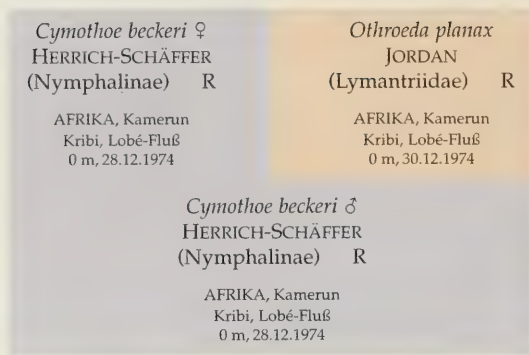 Cymothoe beckeri ♀
HERRICH-SCHÄFFER
(Nymphalinae) R
AFRIKA, Kamerun
Kribi, Lobé-Fluß
0 m, 28.12.1974
Othroeda planax
JORDAN
(Lymantriidae) R
AFRIKA, Kamerun
Kribi, Lobé-Fluß
0 m, 30.12.1974
Cymothoe beckeri ♂
HERRICH-SCHÄFFER
(Nymphalinae) R
AFRIKA, Kamerun
Kribi, Lobé-Fluß
0 m, 28.12.1974